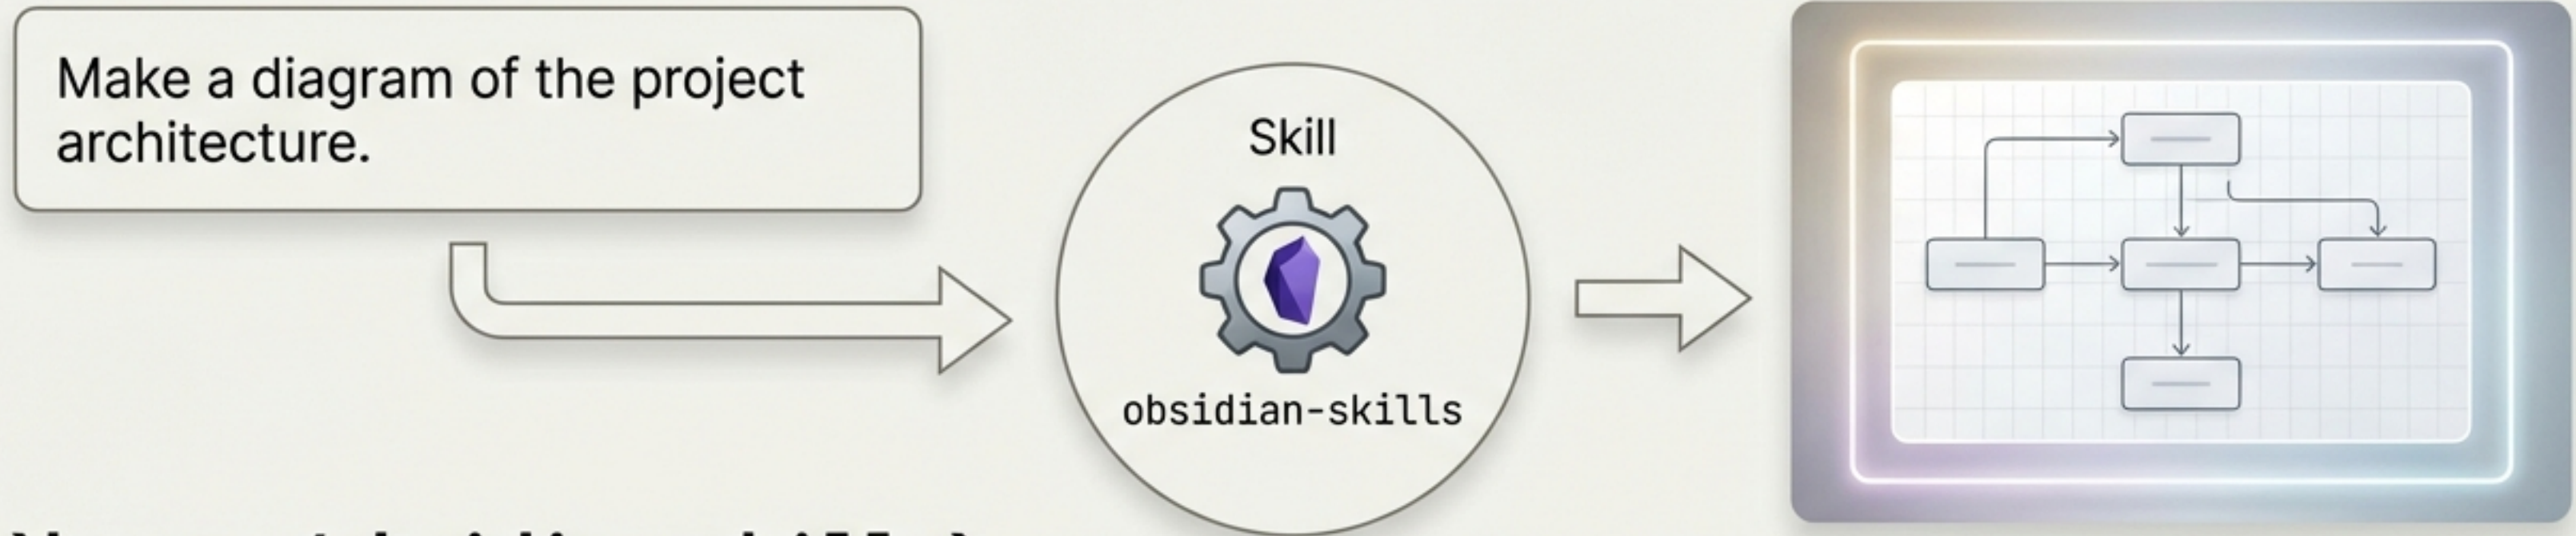 Make a diagram of the project
architecture.
Skill
obsidian-skills